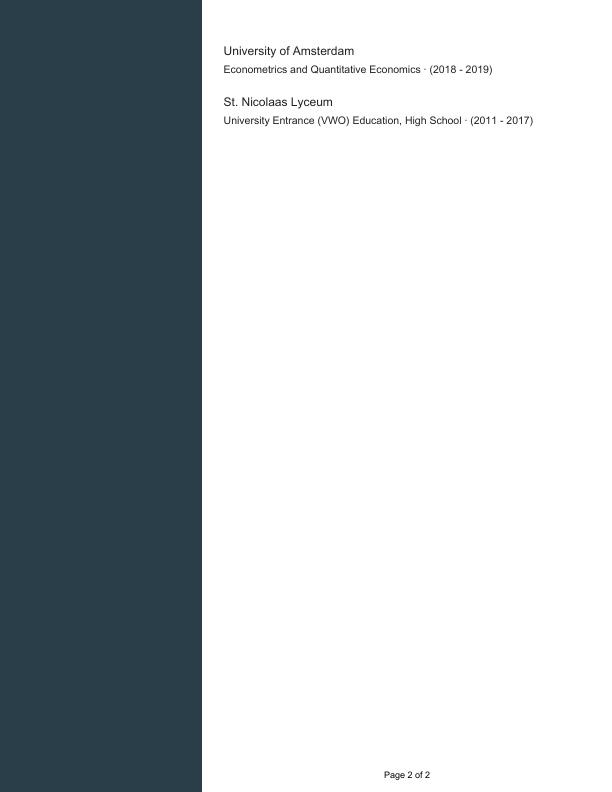 University of Amsterdam
Econometrics and Quantitative Economics · (2018 - 2019)
St. Nicolaas Lyceum
University Entrance (VWO) Education, High School · (2011 - 2017)
Page 2 of 2